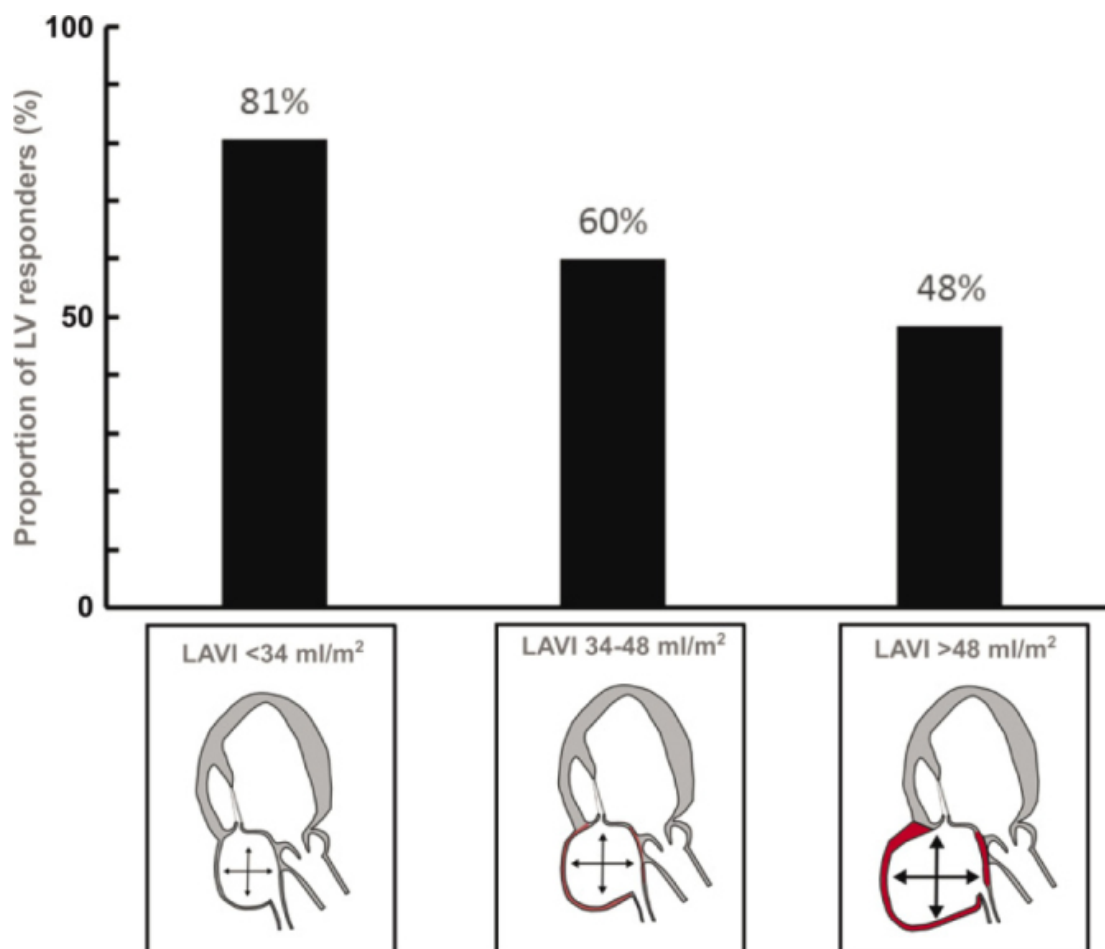 Proportion of LV responders (%)
100
50
0
81%
60%
48%
LAVI <34 ml/m²
LAVI 34-48 ml/m²
LAVI >48 ml/m²